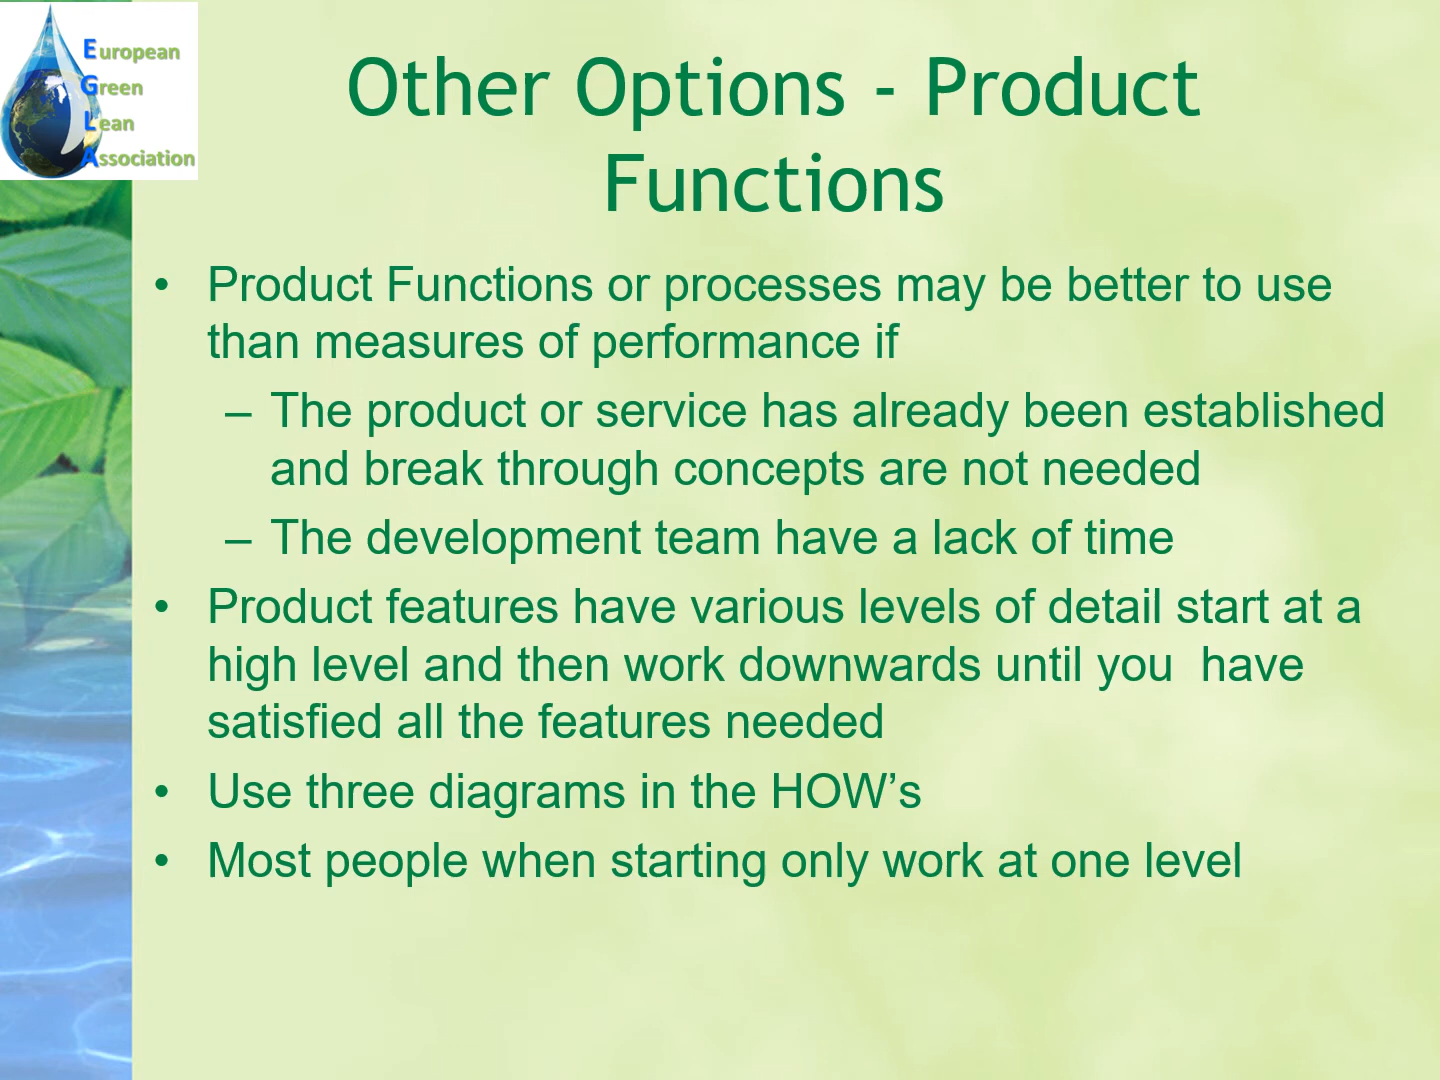 European
Green
Lean
Association
Other Options - Product
Functions
• Product Functions or processes may be better to use
than measures of performance if
– The product or service has already been established
and break through concepts are not needed
– The development team have a lack of time
• Product features have various levels of detail start at a
high level and then work downwards until you  have
satisfied all the features needed
• Use three diagrams in the HOW’s
• Most people when starting only work at one level